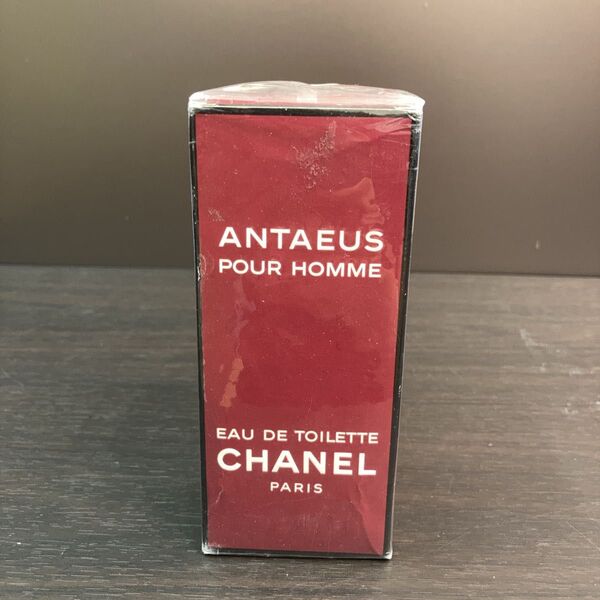 ANTAEUS
POUR HOMME
EAU DE TOILETTE
CHANEL
PARIS